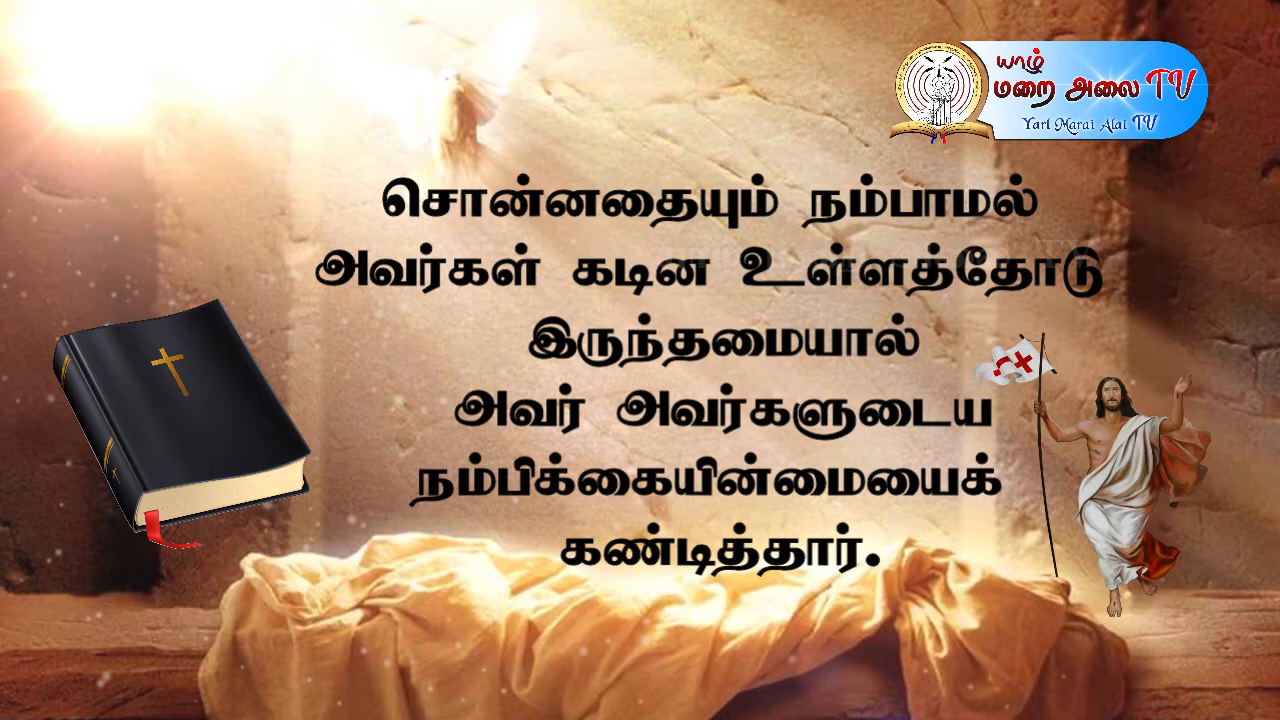 யாழ்
மறை அலை TV
Yarl Marai Alai TV
சொன்னதையும் நம்பாமல்
அவர்கள் கடின உள்ளத்தோடு
இருந்தமையால்
அவர் அவர்களுடைய
நம்பிக்கையின்மையைக்
கண்டித்தார்.